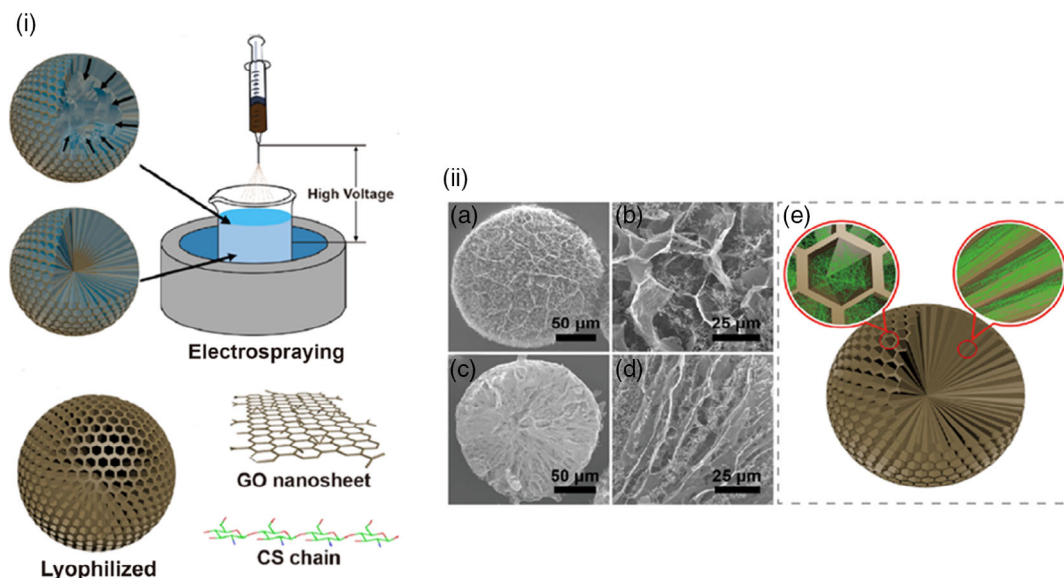 (i)
High Voltage
Electrospraying
GO nanosheet
CS chain
Lyophilized
(ii)
(a)
50 µm
(b)
25 µm
(c)
50 µm
(d)
25 µm
(e)